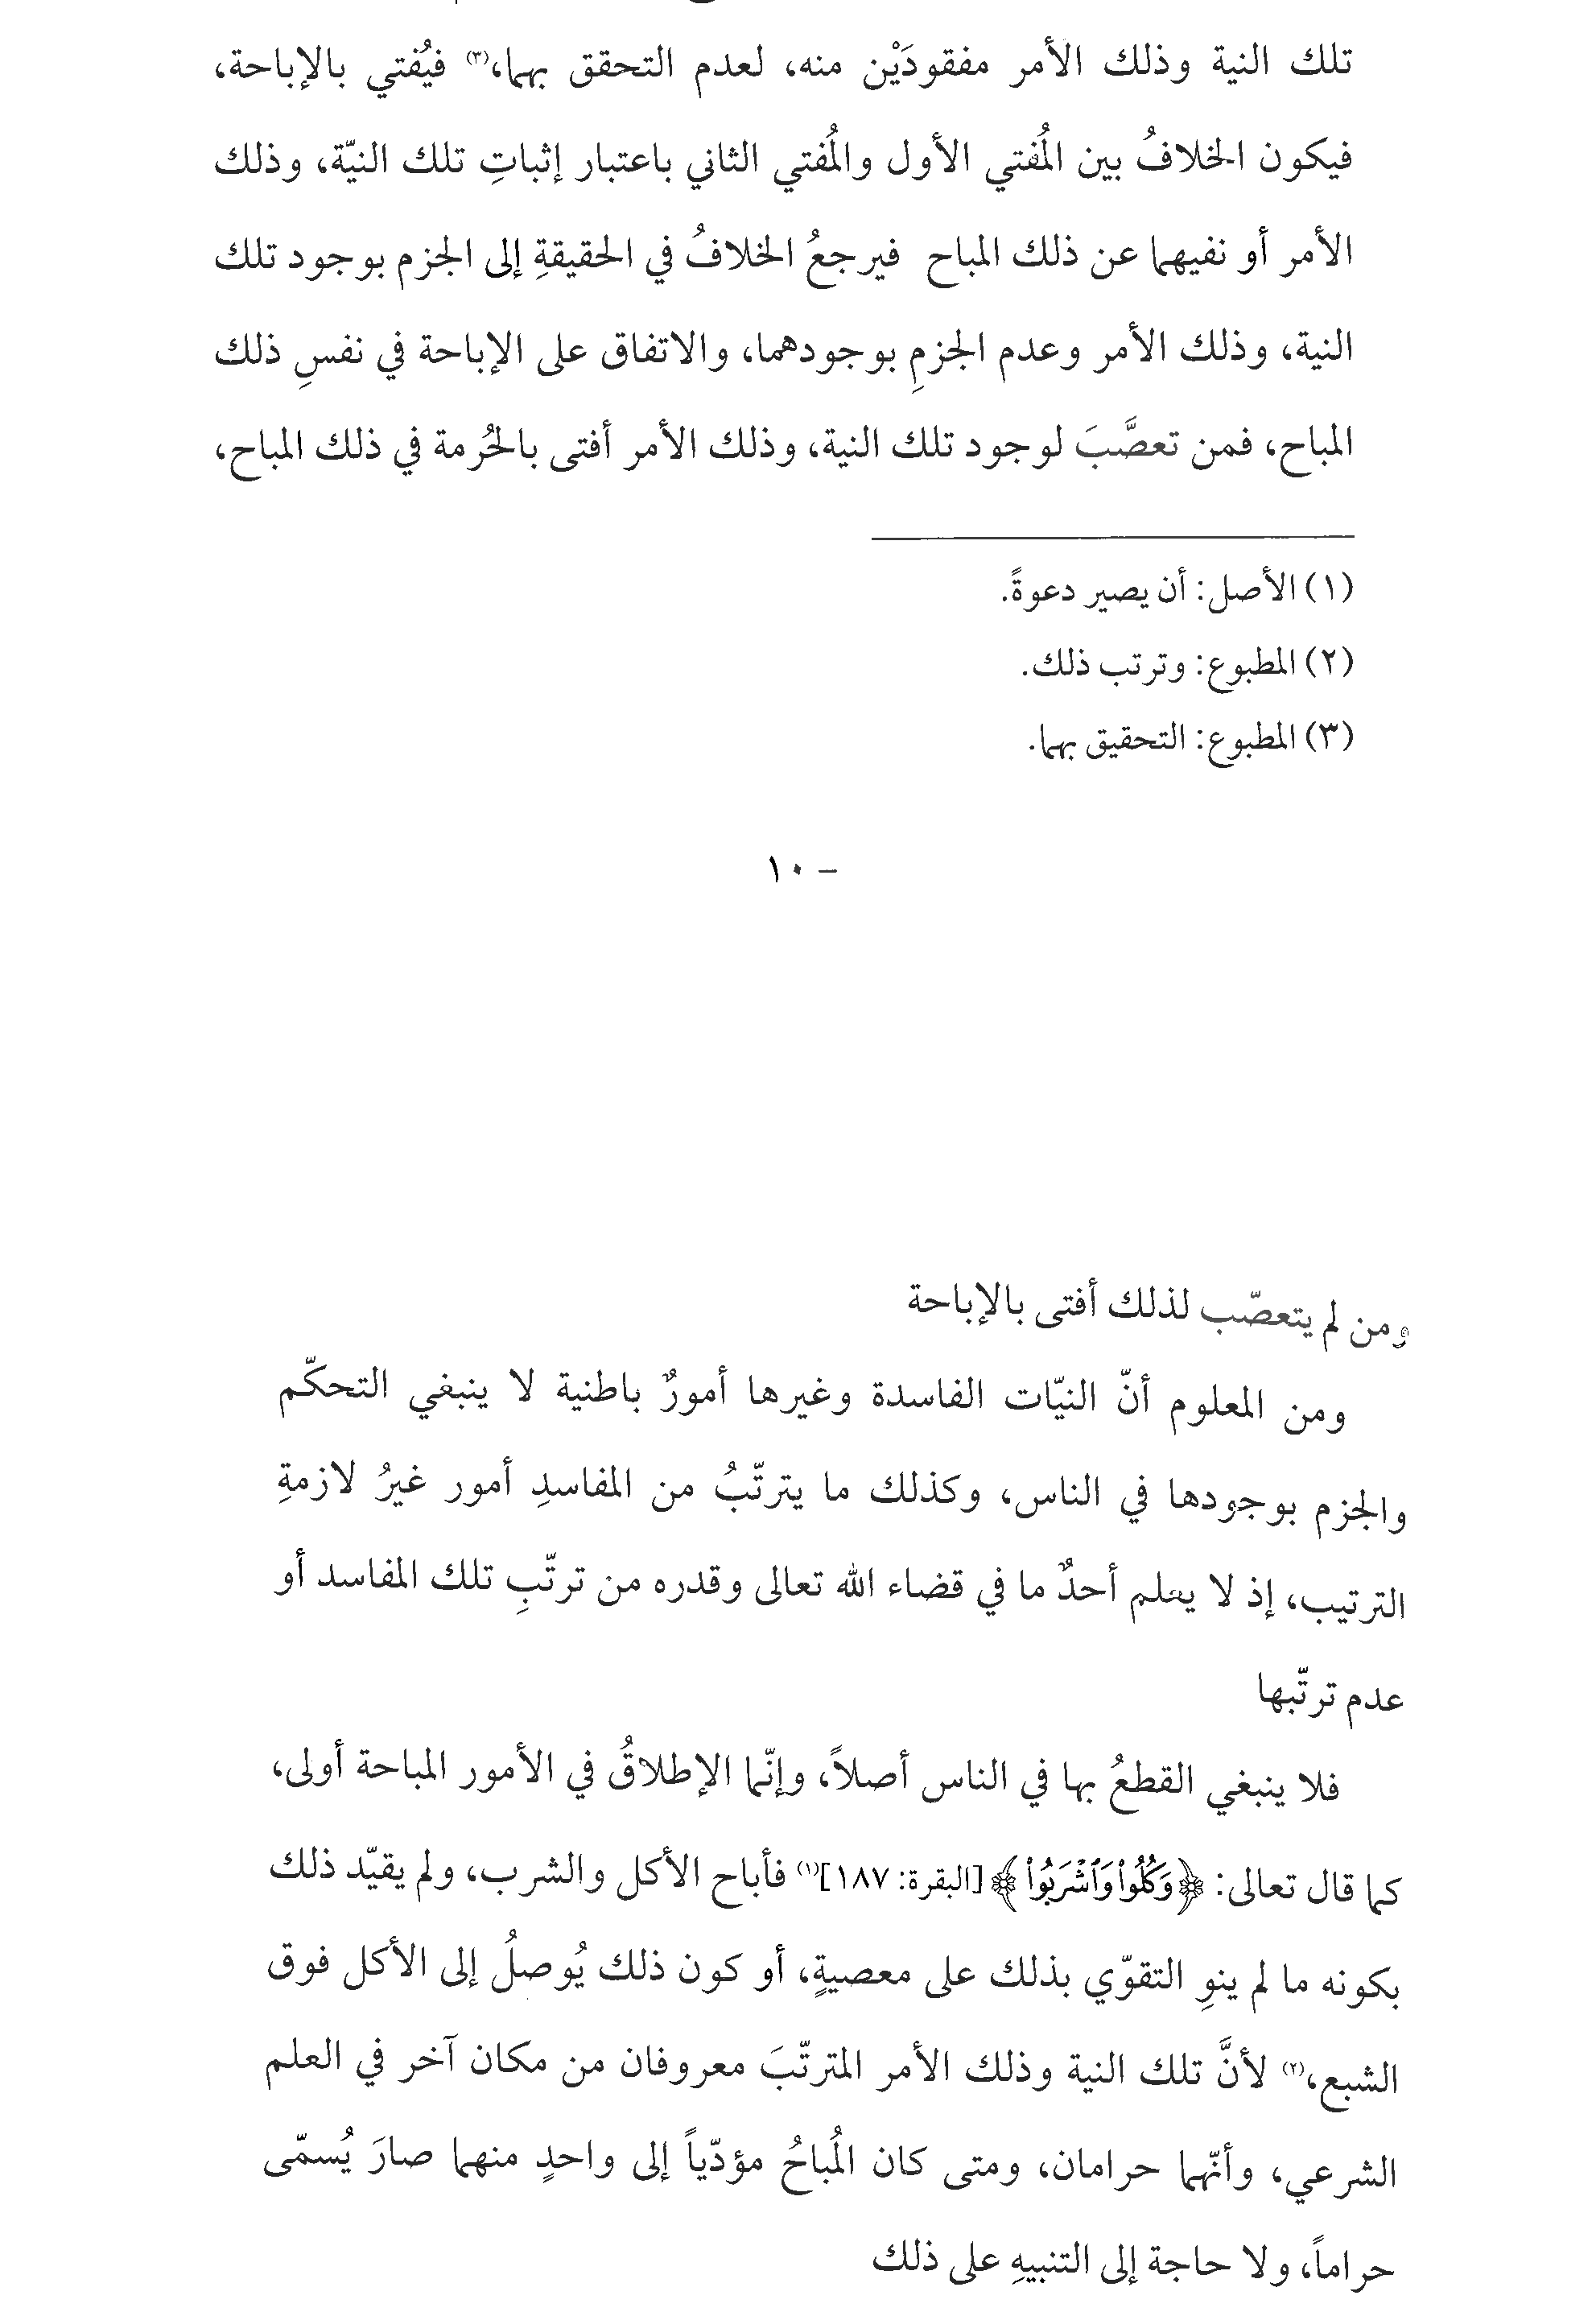 تلك النية وذلك الأمر مفقودَيْن منه، لعدم التحقق بهما،(٣) فيُفتي بالإباحة،
فيكون الخلافُ بين المُفتي الأول والمُفتي الثاني باعتبار إثباتِ تلك النيّة، وذلك
الأمر أو نفيهما عن ذلك المباح فيرجعُ الخلافُ في الحقيقةِ إلى الجزم بوجود تلك
النية، وذلك الأمر وعدم الجزمِ بوجودهما، والاتفاق على الإباحة في نفسِ ذلك
المباح، فمن تعصَّبَ لوجود تلك النية، وذلك الأمر أفتى بالحُرمة في ذلك المباح،
(١) الأصل: أن يصير دعوةً.
(٢) المطبوع: وترتب ذلك.
(٣) المطبوع: التحقيق بهما.
– ١٠
ومن لم يتعصّب لذلك أفتى بالإباحة
ومن المعلوم أنّ النيّات الفاسدة وغيرها أمورٌ باطنية لا ينبغي التحكّم
والجزم بوجودها في الناس، وكذلك ما يترتّبُ من المفاسدِ أمور غيرُ لازمةِ
الترتيب، إذ لا يعلم أحدٌ ما في قضاء الله تعالى وقدره من ترتّبِ تلك المفاسد أو
عدم ترتّبها
فلا ينبغي القطعُ بها في الناس أصلاً، وإنّما الإطلاقُ في الأمور المباحة أولى،
كما قال تعالى: ﴿وَكُلُواْ وَٱشْرَبُواْ﴾ [البقرة: ١٨٧](١) فأباح الأكل والشرب، ولم يقيّد ذلك
بكونه ما لم ينوِ التقوّي بذلك على معصيةٍ، أو كون ذلك يُوصلُ إلى الأكل فوق
الشبع،(٢) لأنَّ تلك النية وذلك الأمر المترتّبَ معروفان من مكان آخر في العلم
الشرعي، وأنّهما حرامان، ومتى كان المُباحُ مؤدّياً إلى واحدٍ منهما صارَ يُسمّى
حراماً، ولا حاجة إلى التنبيهِ على ذلك